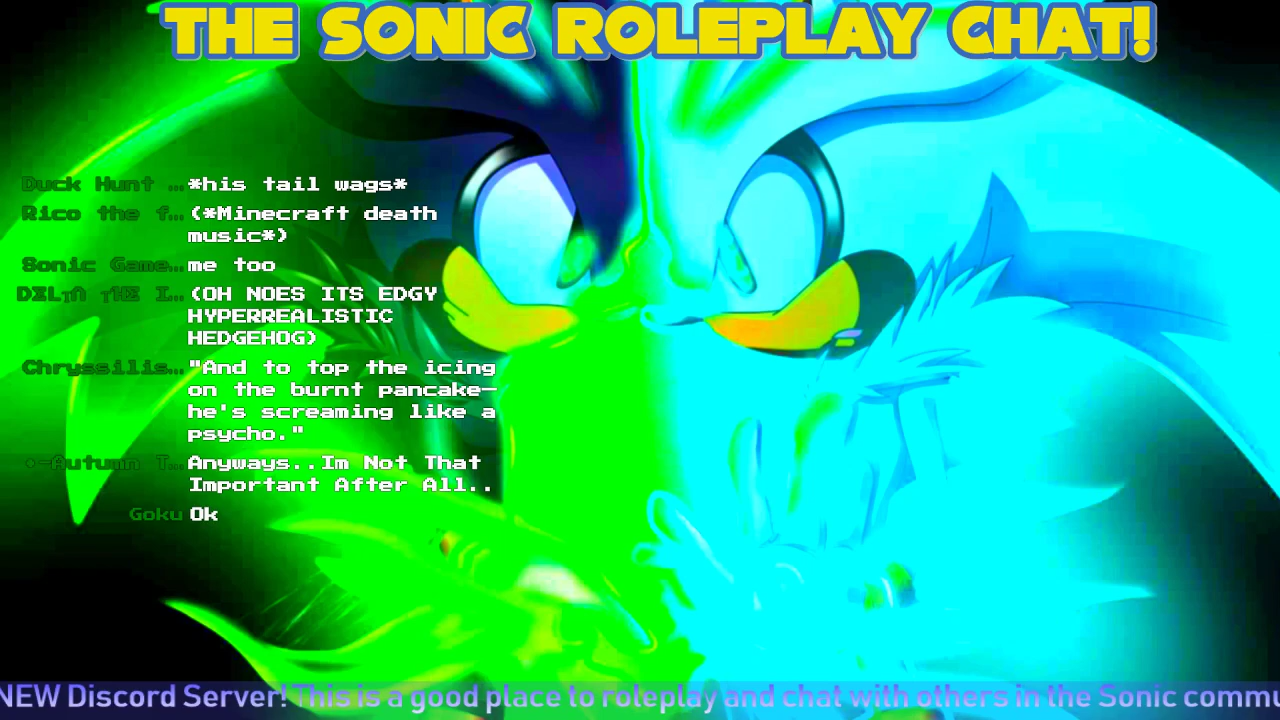 THE SONIC ROLEPLAY CHAT!
Duck Hunt ... *his tail wags*
Rico the f... (*Minecraft death
music*)
Sonic Game... me too
DΣLTΛ THΣ I... (OH NOES ITS EDGY
HYPERREALISTIC
HEDGEHOG)
Chryssilis... "And to top the icing
on the burnt pancake—
he's screaming like a
psycho."
-Autumn T... Anyways..Im Not That
Important After All..
Goku Ok
NEW Discord Server! This is a good place to roleplay and chat with others in the Sonic commu